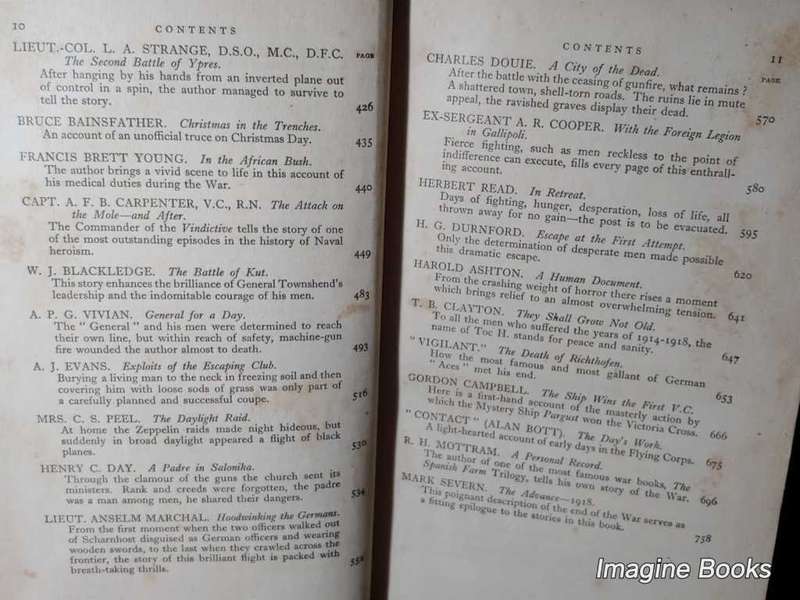 10 CONTENTS
LIEUT.-COL. L. A. STRANGE, D.S.O., M.C., D.F.C. PAGE
The Second Battle of Ypres.
After hanging by his hands from an inverted plane out
of control in a spin, the author managed to survive to
tell the story. 426
BRUCE BAINSFATHER. Christmas in the Trenches.
An account of an unofficial truce on Christmas Day. 435
FRANCIS BRETT YOUNG. In the African Bush.
The author brings a vivid scene to life in this account of
his medical duties during the War. 440
CAPT. A. F. B. CARPENTER, V.C., R.N. The Attack on
the Mole—and After.
The Commander of the Vindictive tells the story of one
of the most outstanding episodes in the history of Naval
heroism. 449
W. J. BLACKLEDGE. The Battle of Kut.
This story enhances the brilliance of General Townshend's
leadership and the indomitable courage of his men. 483
A. P. G. VIVIAN. General for a Day.
The "General" and his men were determined to reach
their own line, but within reach of safety, machine-gun
fire wounded the author almost to death. 493
A. J. EVANS. Exploits of the Escaping Club.
Burying a living man to the neck in freezing soil and then
covering him with loose sods of grass was only part of
a carefully planned and successful coupe. 516
MRS. C. S. PEEL. The Daylight Raid.
At home the Zeppelin raids made night hideous, but
suddenly in broad daylight appeared a flight of black
planes. 530
HENRY C. DAY. A Padre in Salonika.
Through the clamour of the guns the church sent its
ministers. Rank and creeds were forgotten, the padre
was a man among men, he shared their dangers. 534
LIEUT. ANSELM MARCHAL. Hoodwinking the Germans.
From the first moment when the two officers walked out
of Scharnhost disguised as German officers and wearing
wooden swords, to the last when they crawled across the
frontier, the story of this brilliant flight is packed with
breath-taking thrills.
CONTENTS 11
CHARLES DOUIE. A City of the Dead. PAGE
After the battle with the ceasing of gunfire, what remains?
A shattered town, shell-torn roads. The ruins lie in mute
appeal, the ravished graves display their dead. 570
EX-SERGEANT A. R. COOPER. With the Foreign Legion
in Gallipoli.
Fierce fighting, such as men reckless to the point of
indifference can execute, fills every page of this enthrall-
ing account. 580
HERBERT READ. In Retreat.
Days of fighting, hunger, desperation, loss of life, all
thrown away for no gain—the post is to be evacuated. 595
H. G. DURNFORD. Escape at the First Attempt.
Only the determination of desperate men made possible
this dramatic escape. 620
HAROLD ASHTON. A Human Document.
From the crashing weight of horror there rises a moment
which brings relief to an almost overwhelming tension. 641
T. B. CLAYTON. They Shall Grow Not Old.
To all the men who suffered the years of 1914-1918, the
name of Toc H. stands for peace and sanity. 647
"VIGILANT." The Death of Richthofen.
How the most famous and most gallant of German
"Aces" met his end. 653
GORDON CAMPBELL. The Ship Wins the First V.C.
Here is a first-hand account of the masterly action by
which the Mystery Ship Pargust won the Victoria Cross. 666
"CONTACT" (ALAN BOTT). The Day's Work.
A light-hearted account of early days in the Flying Corps. 675
R. H. MOTTRAM. A Personal Record.
The author of one of the most famous war books, The
Spanish Farm Trilogy, tells his own story of the War. 696
MARK SEVERN. The Advance—1918.
This poignant description of the end of the War serves as
a fitting epilogue to the stories in this book. 758
Imagine Books